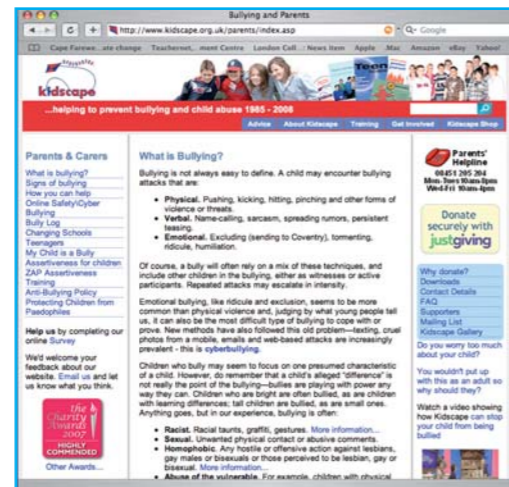 Bullying and Parents
http://www.kidscape.org.uk/parents/index.asp
Google
Cape Farewe...ate change Teachernet,...ment Centre London Call...: News Item Apple .Mac Amazon eBay Yahoo!
Teen
kidscape
...helping to prevent bullying and child abuse 1985 - 2008
Advice About Kidscape Training Get Involved Kidscape Shop
Parents & Carers
What is bullying?
Signs of bullying
How you can help
Online Safety\Cyber
Bullying
Bully Log
Changing Schools
Teenagers
My Child is a Bully
Assertiveness for children
ZAP Assertiveness
Training
Anti-Bullying Policy
Protecting Children from
Paedophiles
Help us by completing our
online Survey
We'd welcome your
feedback about our
website. Email us and let
us know what you think.
the
Charity
Awards
2007
HIGHLY
COMMENDED
Other Awards...
What is Bullying?
Bullying is not always easy to define. A child may encounter bullying
attacks that are:
• Physical. Pushing, kicking, hitting, pinching and other forms of
violence or threats.
• Verbal. Name-calling, sarcasm, spreading rumors, persistent
teasing.
• Emotional. Excluding (sending to Coventry), tormenting,
ridicule, humiliation.
Of course, a bully will often rely on a mix of these techniques, and
include other children in the bullying, either as witnesses or active
participants. Repeated attacks may escalate in intensity.
Emotional bullying, like ridicule and exclusion, seems to be more
common than physical violence and, judging by what young people tell
us, it can also be the most difficult type of bullying to cope with or
prove. New methods have also followed this old problem—texting, cruel
photos from a mobile, emails and web-based attacks are increasingly
prevalent - this is cyberbullying.
Children who bully may seem to focus on one presumed characteristic
of a child. However, do remember that a child's alleged "difference" is
not really the point of the bullying—bullies are playing with power any
way they can. Children who are bright are often bullied, as are children
with learning differences; tall children are bullied, as are small ones.
Anything goes, but in our experience, bullying is often:
• Racist. Racial taunts, graffiti, gestures. More information...
• Sexual. Unwanted physical contact or abusive comments.
• Homophobic. Any hostile or offensive action against lesbians,
gay males or bisexuals or those perceived to be lesbian, gay or
bisexual. More information...
• Abuse of the vulnerable. For example, children with physical
Parents'
Helpline
08451 205 204
Mon-Tues 10am-8pm
Wed-Fri 10am-4pm
Donate
securely with
justgiving
Why donate?
Downloads
Contact Details
FAQ
Supporters
Mailing List
Kidscape Gallery
Do you worry too much
about your child?
You wouldn't put up
with this as an adult so
why should they?
Watch a video showing
how Kidscape can stop
your child from being
bullied